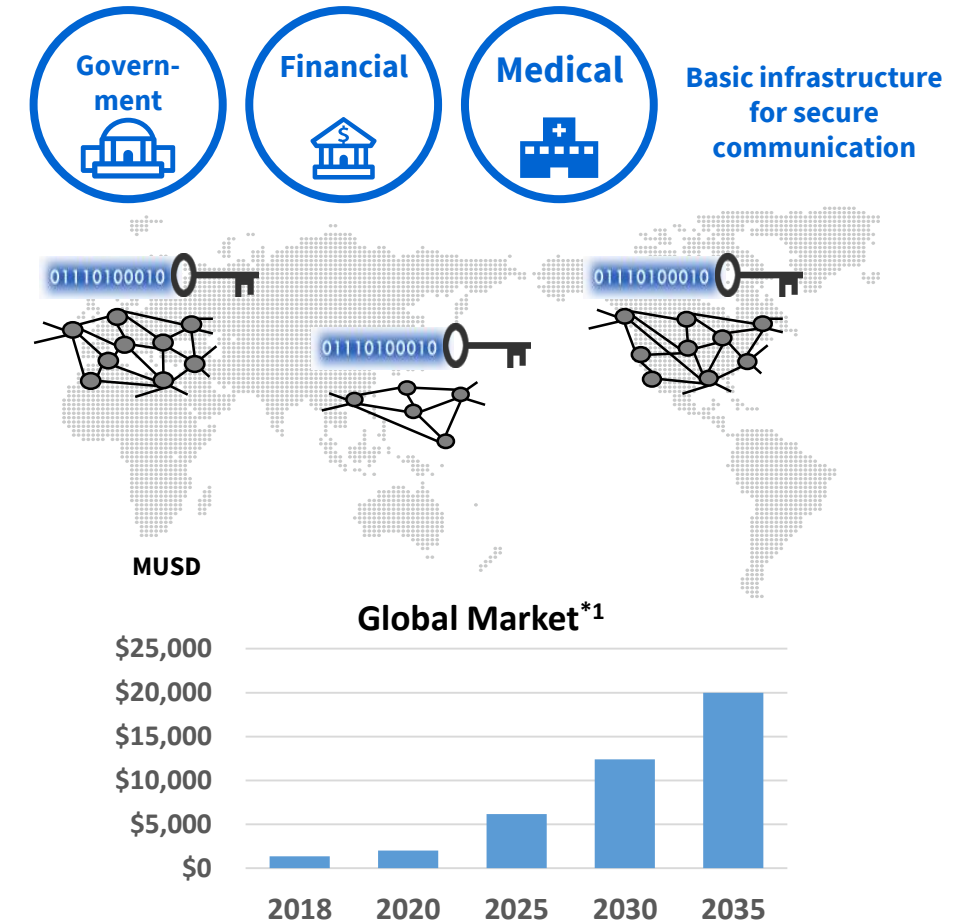 Govern-
ment
Financial
Medical
Basic infrastructure
for secure
communication
$
01110100010
01110100010
01110100010
MUSD
Global Market*1
$25,000
$20,000
$15,000
$10,000
$5,000
$0
2018 2020 2025 2030 2035